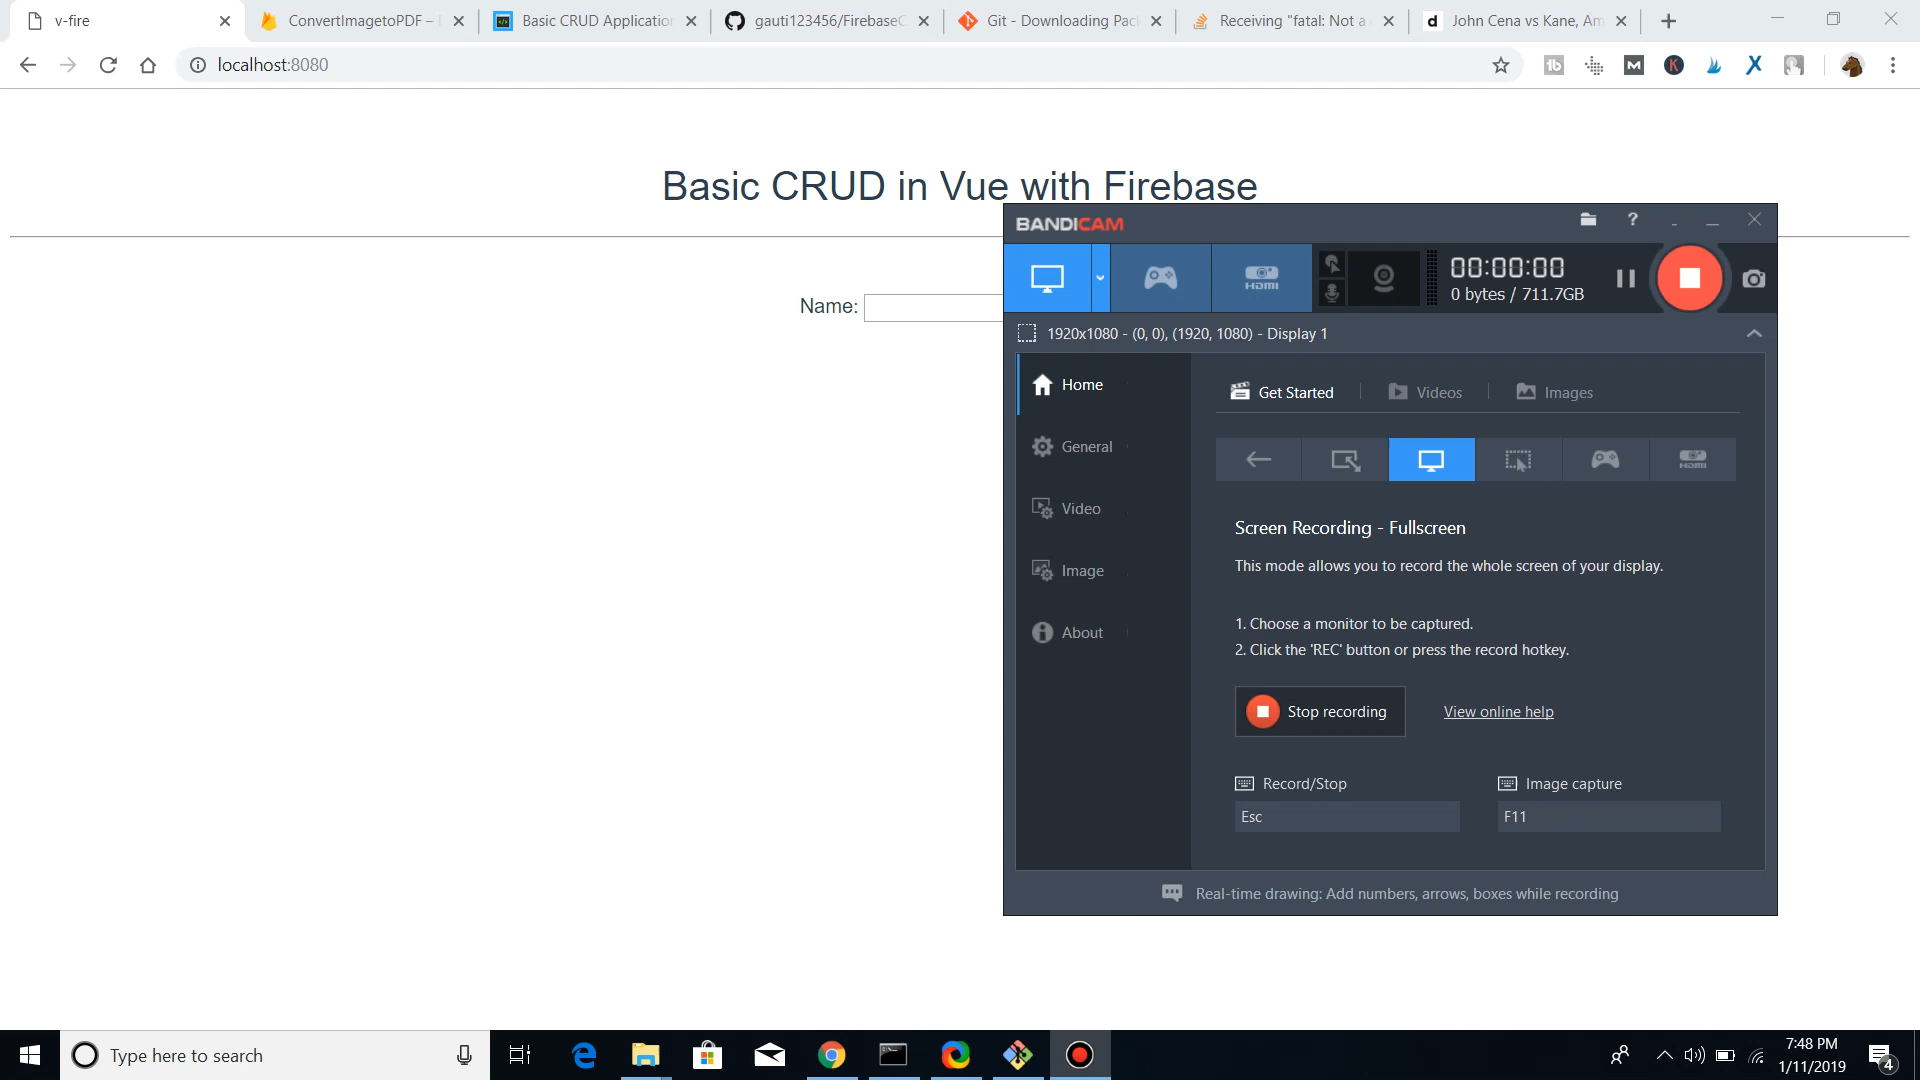 v-fire
ConvertImagetoPDF –
Basic CRUD Application
gauti123456/FirebaseC
Git - Downloading Pac
Receiving "fatal: Not a
John Cena vs Kane, Am
localhost:8080
Basic CRUD in Vue with Firebase
Name:
BANDICAM
HDMI
00:00:00
0 bytes / 711.7GB
1920x1080 - (0, 0), (1920, 1080) - Display 1
Home
General
Video
Image
About
Get Started
Videos
Images
HDMI
Screen Recording - Fullscreen
This mode allows you to record the whole screen of your display.
1. Choose a monitor to be captured.
2. Click the 'REC' button or press the record hotkey.
Stop recording
View online help
Record/Stop
Image capture
Esc
F11
Real-time drawing: Add numbers, arrows, boxes while recording
Type here to search
7:48 PM
1/11/2019
4